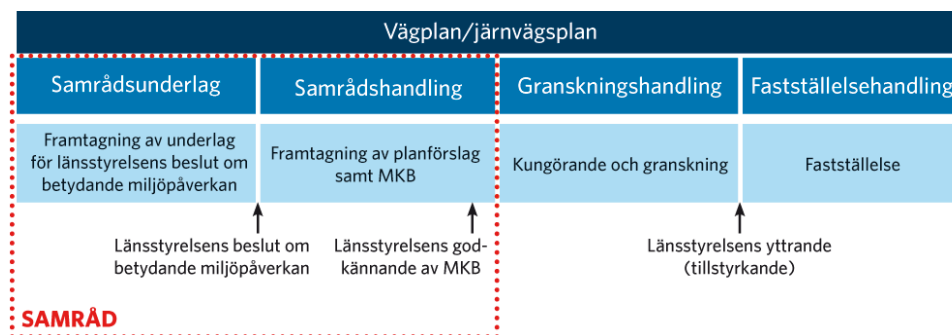 Vägplan/järnvägsplan
Samrådsunderlag
Samrådshandling
Granskningshandling
Fastställelsehandling
Framtagning av underlag
för länsstyrelsens beslut om
betydande miljöpåverkan
Framtagning av planförslag
samt MKB
Kungörande och granskning
Fastställelse
Länsstyrelsens beslut om
betydande miljöpåverkan
Länsstyrelsens god-
kännande av MKB
Länsstyrelsens yttrande
(tillstyrkande)
SAMRÅD